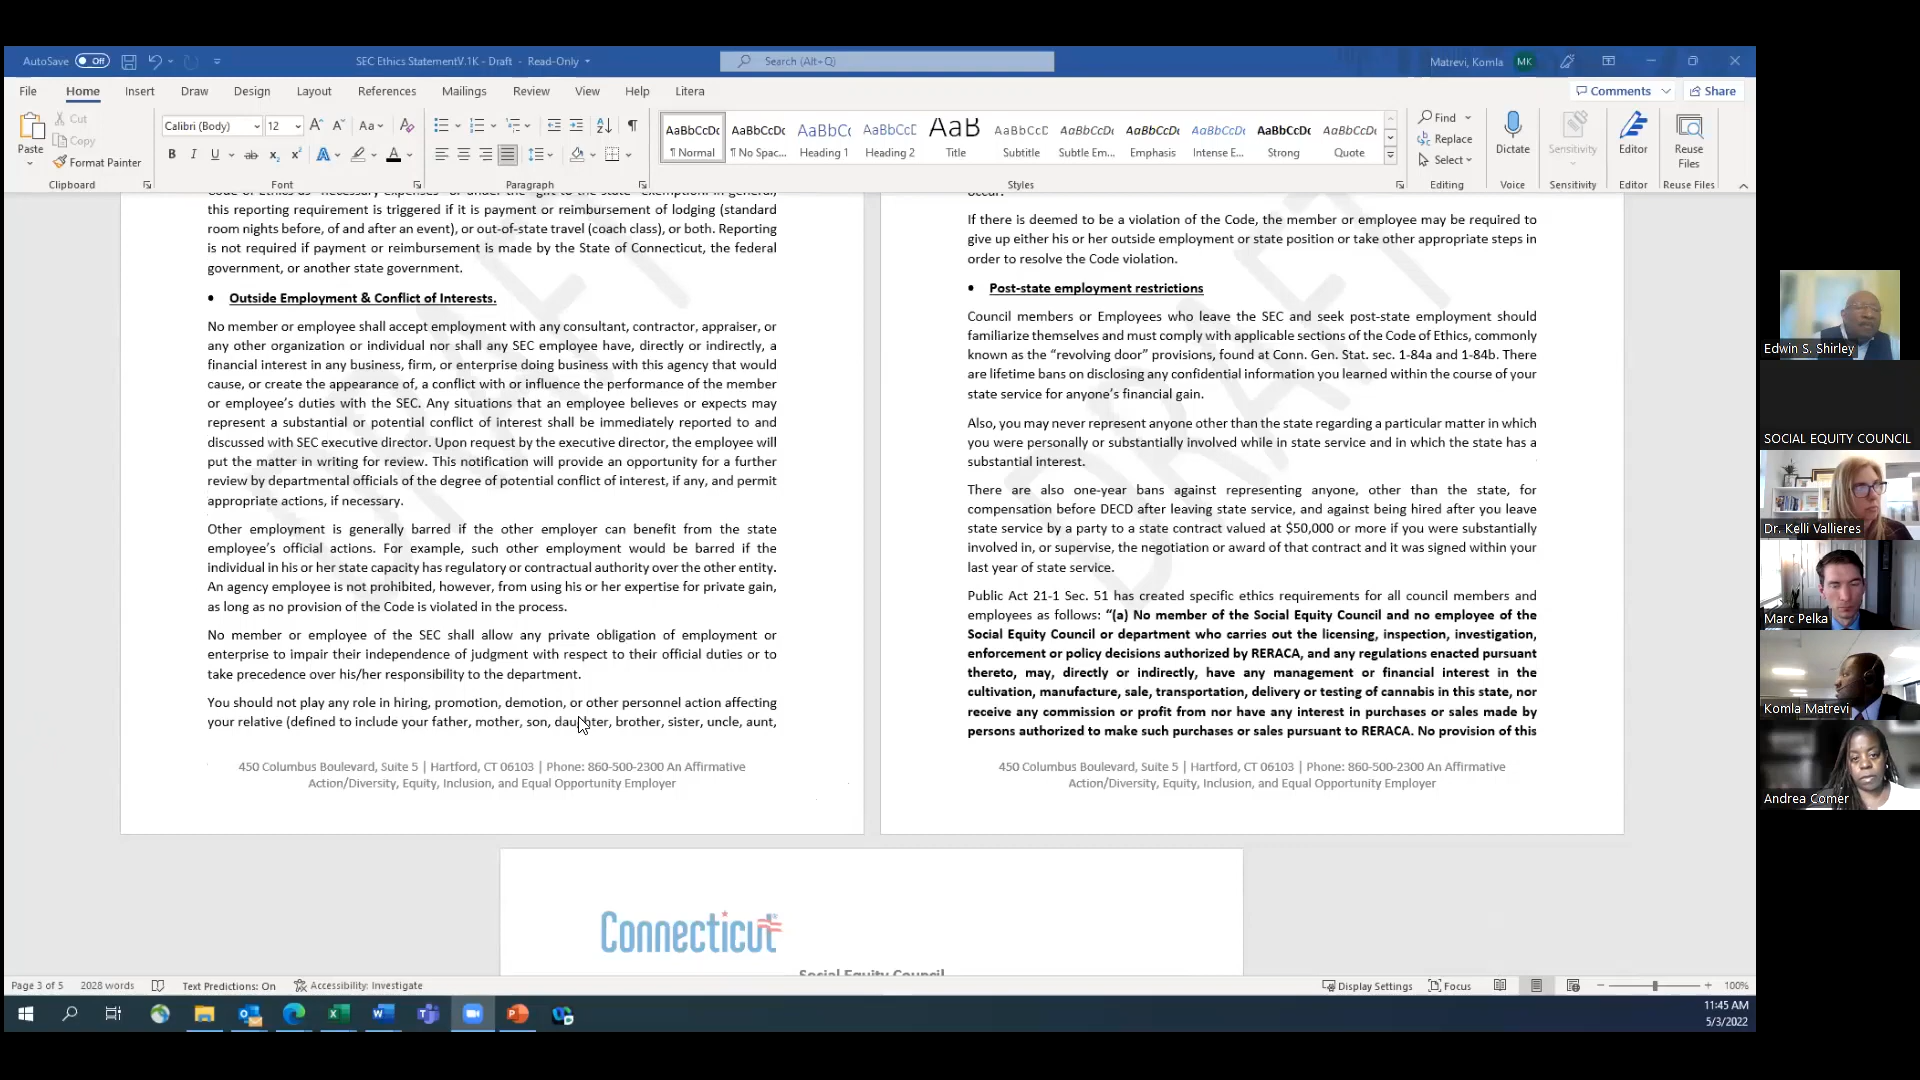 AutoSave Off
SEC Ethics StatementV.1K - Draft - Read-Only
Search (Alt+Q)
Matrevi, Komla MK
File Home Insert Draw Design Layout References Mailings Review View Help Litera
Comments Share
Paste
Cut
Copy
Format Painter
Clipboard
Calibri (Body) 12
Font
Paragraph
AaBbCcDc ¶ Normal
AaBbCcDc ¶ No Spac...
AaBbCc Heading 1
AaBbCcD Heading 2
AaB Title
AaBbCcD Subtitle
AaBbCcDc Subtle Em...
AaBbCcDc Emphasis
AaBbCcDc Intense E...
AaBbCcDc Strong
AaBbCcDc Quote
Styles
Find
Replace
Select
Editing
Dictate
Voice
Sensitivity
Sensitivity
Editor
Editor
Reuse Files
Reuse Files
Code of Ethics as "necessary expenses" or under the "gift to the state" exemption. In general,
this reporting requirement is triggered if it is payment or reimbursement of lodging (standard
room nights before, of and after an event), or out-of-state travel (coach class), or both. Reporting
is not required if payment or reimbursement is made by the State of Connecticut, the federal
government, or another state government.
• Outside Employment & Conflict of Interests.
No member or employee shall accept employment with any consultant, contractor, appraiser, or
any other organization or individual nor shall any SEC employee have, directly or indirectly, a
financial interest in any business, firm, or enterprise doing business with this agency that would
cause, or create the appearance of, a conflict with or influence the performance of the member
or employee's duties with the SEC. Any situations that an employee believes or expects may
represent a substantial or potential conflict of interest shall be immediately reported to and
discussed with SEC executive director. Upon request by the executive director, the employee will
put the matter in writing for review. This notification will provide an opportunity for a further
review by departmental officials of the degree of potential conflict of interest, if any, and permit
appropriate actions, if necessary.
Other employment is generally barred if the other employer can benefit from the state
employee's official actions. For example, such other employment would be barred if the
individual in his or her state capacity has regulatory or contractual authority over the other entity.
An agency employee is not prohibited, however, from using his or her expertise for private gain,
as long as no provision of the Code is violated in the process.
No member or employee of the SEC shall allow any private obligation of employment or
enterprise to impair their independence of judgment with respect to their official duties or to
take precedence over his/her responsibility to the department.
You should not play any role in hiring, promotion, demotion, or other personnel action affecting
your relative (defined to include your father, mother, son, daughter, brother, sister, uncle, aunt,
450 Columbus Boulevard, Suite 5 | Hartford, CT 06103 | Phone: 860-500-2300 An Affirmative
Action/Diversity, Equity, Inclusion, and Equal Opportunity Employer
DRAFT
occur.
If there is deemed to be a violation of the Code, the member or employee may be required to
give up either his or her outside employment or state position or take other appropriate steps in
order to resolve the Code violation.
• Post-state employment restrictions
Council members or Employees who leave the SEC and seek post-state employment should
familiarize themselves and must comply with applicable sections of the Code of Ethics, commonly
known as the “revolving door” provisions, found at Conn. Gen. Stat. sec. 1-84a and 1-84b. There
are lifetime bans on disclosing any confidential information you learned within the course of your
state service for anyone's financial gain.
Also, you may never represent anyone other than the state regarding a particular matter in which
you were personally or substantially involved while in state service and in which the state has a
substantial interest.
There are also one-year bans against representing anyone, other than the state, for
compensation before DECD after leaving state service, and against being hired after you leave
state service by a party to a state contract valued at $50,000 or more if you were substantially
involved in, or supervise, the negotiation or award of that contract and it was signed within your
last year of state service.
Public Act 21-1 Sec. 51 has created specific ethics requirements for all council members and
employees as follows: “(a) No member of the Social Equity Council and no employee of the
Social Equity Council or department who carries out the licensing, inspection, investigation,
enforcement or policy decisions authorized by RERACA, and any regulations enacted pursuant
thereto, may, directly or indirectly, have any management or financial interest in the
cultivation, manufacture, sale, transportation, delivery or testing of cannabis in this state, nor
receive any commission or profit from nor have any interest in purchases or sales made by
persons authorized to make such purchases or sales pursuant to RERACA. No provision of this
450 Columbus Boulevard, Suite 5 | Hartford, CT 06103 | Phone: 860-500-2300 An Affirmative
Action/Diversity, Equity, Inclusion, and Equal Opportunity Employer
DRAFT
Connecticut
Social Equity Council
Edwin S. Shirley
SOCIAL EQUITY COUNCIL
Dr. Kelli Vallieres
Marc Pelka
Komla Matrevi
Andrea Comer
Page 3 of 5 2028 words Text Predictions: On Accessibility: Investigate
Display Settings Focus 100%
11:45 AM
5/3/2022